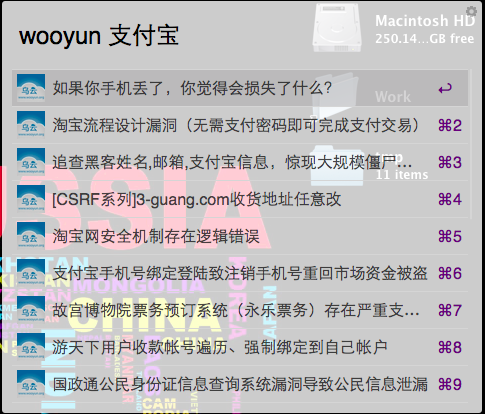 Macintosh HD
250.14...GB free
wooyun 支付宝
如果你手机丢了，你觉得会损失了什么？
Work
淘宝流程设计漏洞（无需支付密码即可完成支付交易） ⌘2
追查黑客姓名,邮箱,支付宝信息，惊现大规模僵尸... ⌘3
11 items
[CSRF系列]3-guang.com收货地址任意改 ⌘4
淘宝网安全机制存在逻辑错误 ⌘5
支付宝手机号绑定登陆致注销手机号重回市场资金被盗 ⌘6
故宫博物院票务预订系统（永乐票务）存在严重支... ⌘7
游天下用户收款帐号遍历、强制绑定到自己帐户 ⌘8
国政通公民身份证信息查询系统漏洞导致公民信息泄漏 ⌘9
SSIA
MONGOLIA
CHINA
KOREA
CAM